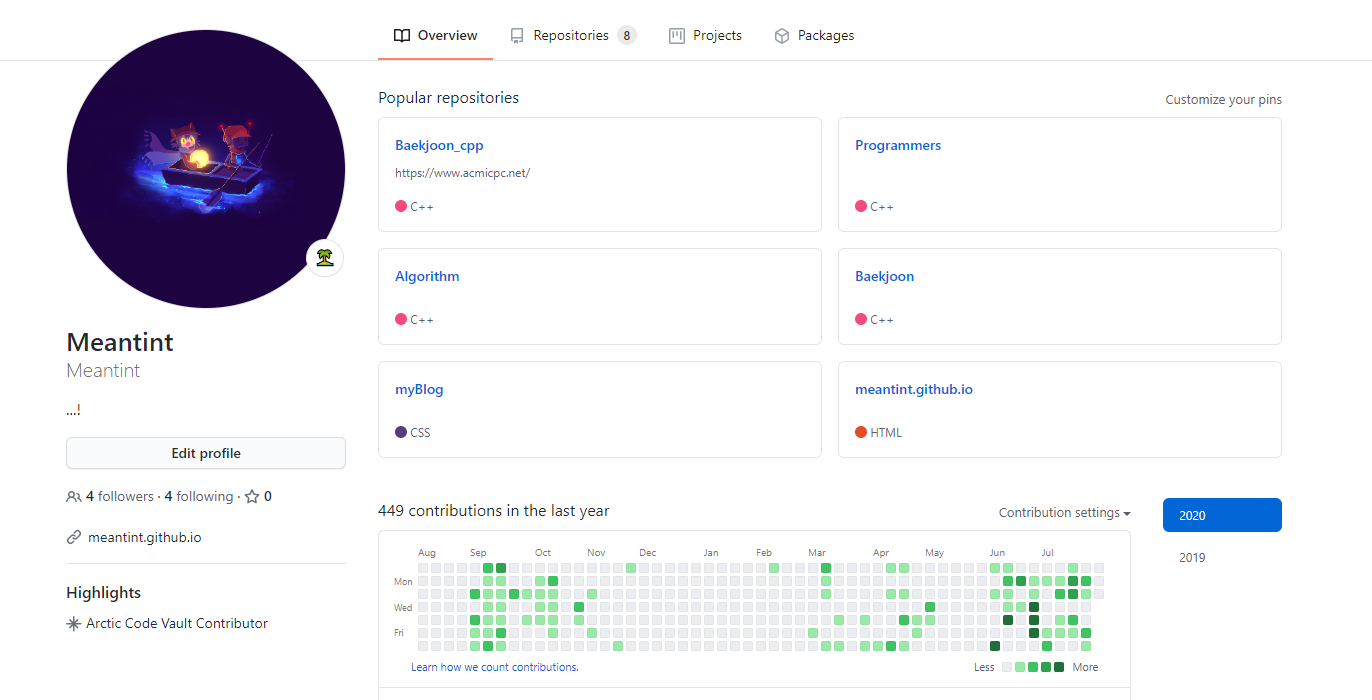 Overview Repositories 8 Projects Packages
Popular repositories Customize your pins
Baekjoon_cpp
https://www.acmicpc.net/
C++
Programmers
C++
Algorithm
C++
Baekjoon
C++
myBlog
CSS
meantint.github.io
HTML
Meantint
Meantint
...!
Edit profile
4 followers · 4 following · 0
meantint.github.io
Highlights
Arctic Code Vault Contributor
449 contributions in the last year Contribution settings
2020
2019
Aug Sep Oct Nov Dec Jan Feb Mar Apr May Jun Jul
Mon
Wed
Fri
Learn how we count contributions. Less More